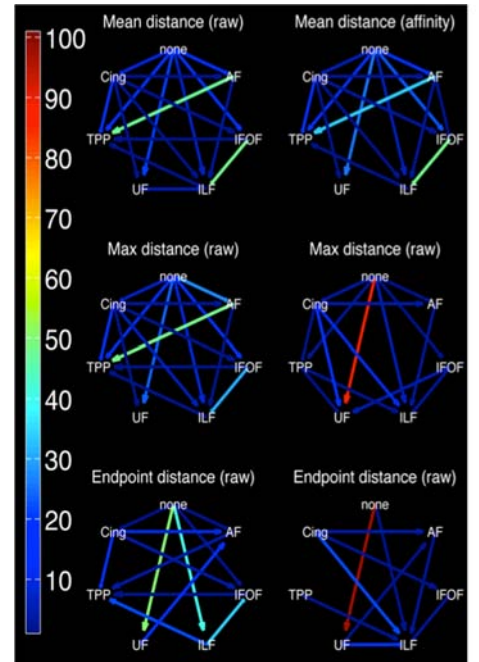 100
90
80
70
60
50
40
30
20
10
Mean distance (raw)
none
Cing AF
TPP IFOF
UF ILF
Mean distance (affinity)
none
Cing AF
TPP IFOF
UF ILF
Max distance (raw)
none
Cing AF
TPP IFOF
UF ILF
Max distance (raw)
none
Cing AF
TPP IFOF
UF ILF
Endpoint distance (raw)
none
Cing AF
TPP IFOF
UF ILF
Endpoint distance (raw)
none
Cing AF
TPP IFOF
UF ILF